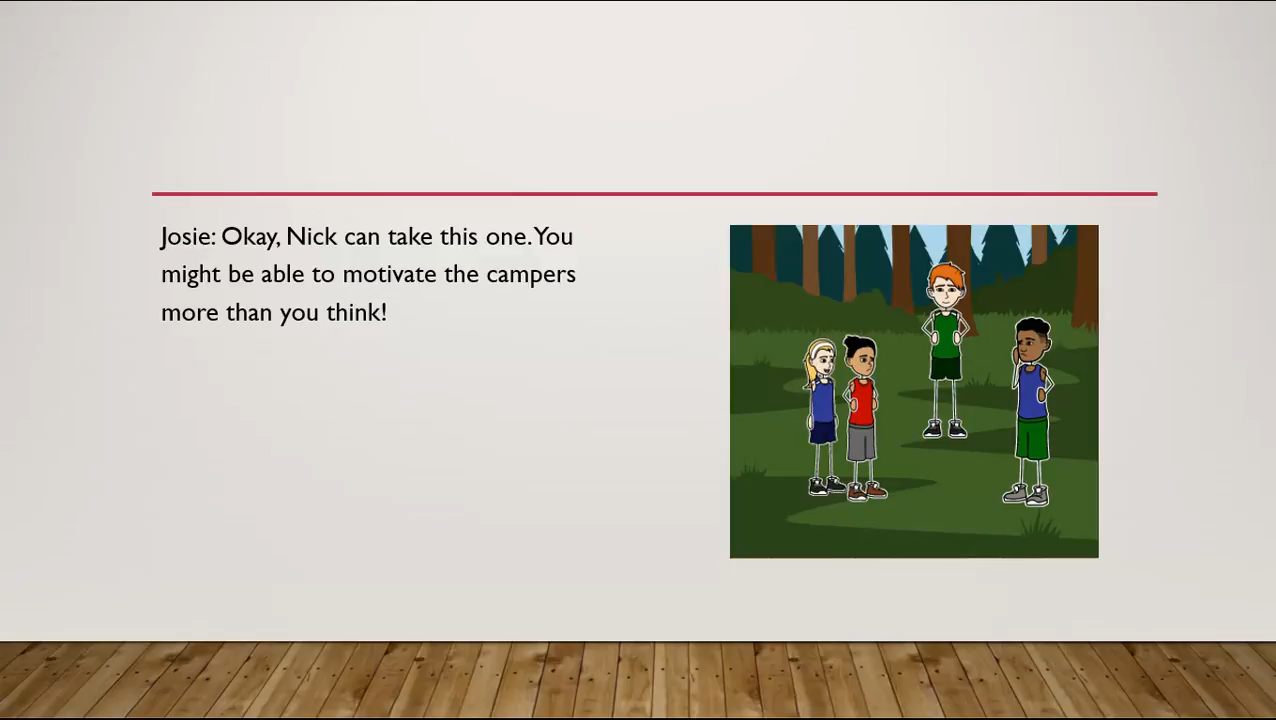 Josie: Okay, Nick can take this one. You
might be able to motivate the campers
more than you think!